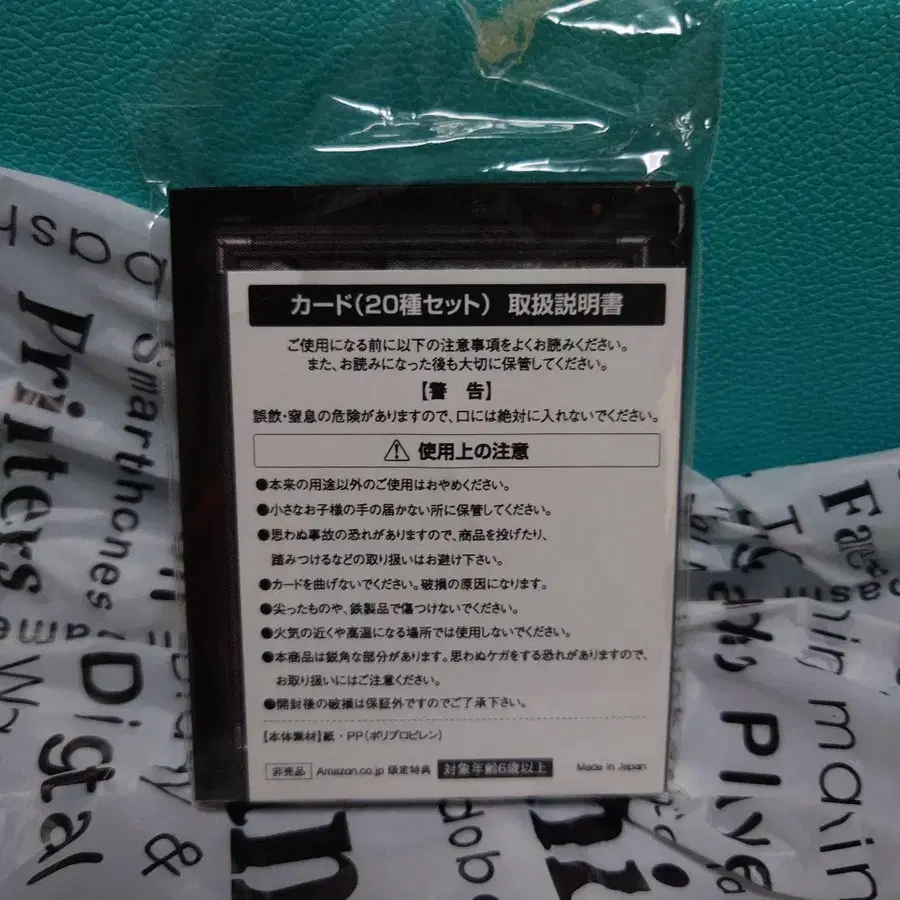 カード(20種セット) 取扱説明書
ご使用になる前に以下の注意事項をよくお読みください。
また、お読みになった後も大切に保管してください。
【警 告】
誤飲・窒息の危険がありますので、口には絶対に入れないでください。
使用上の注意
●本来の用途以外のご使用はおやめください。
●小さなお子様の手の届かない所に保管してください。
●思わぬ事故の恐れがありますので、商品を投げたり、
踏みつけるなどの取り扱いはお避け下さい。
●カードを曲げないでください。破損の原因になります。
●尖ったものや、鉄製品で傷つけないでください。
●火気の近くや高温になる場所では使用しないでください。
●本商品は鋭角な部分があります。思わぬケガをする恐れがありますので、
お取り扱いにはご注意ください。
●開封後の破損は保証外ですのでご了承下さい。
【本体素材】紙・PP(ポリプロピレン)
非売品 Amazon.co.jp 限定特典 対象年齢6歳以上 Made in Japan
Printers
Smarthones
Digtal
&